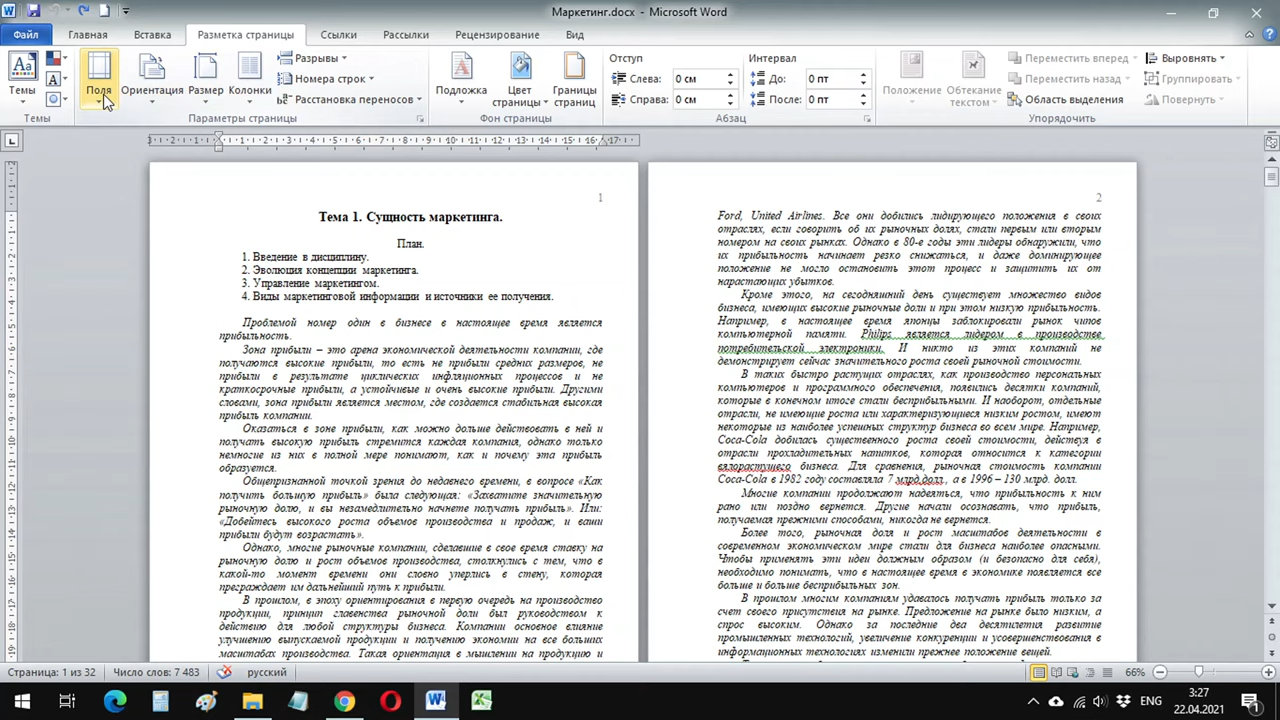 Маркетинг.docx - Microsoft Word
Файл Главная Вставка Разметка страницы Ссылки Рассылки Рецензирование Вид
Темы Поля Ориентация Размер Колонки Разрывы Номера строк Расстановка переносов Подложка Цвет страницы Границы страниц Отступ Слева: 0 см Справа: 0 см Интервал До: 0 пт После: 0 пт Положение Обтекание текстом Переместить вперед Переместить назад Область выделения Выровнять Группировать Повернуть
Темы Параметры страницы Фон страницы Абзац Упорядочить
3 2 1 1 2 3 4 5 6 7 8 9 10 11 12 13 14 15 16 17
1
Тема 1. Сущность маркетинга.
План.
1. Введение в дисциплину.
2. Эволюция концепции маркетинга.
3. Управление маркетингом.
4. Виды маркетинговой информации и источники ее получения.
Проблемой номер один в бизнесе в настоящее время является
прибыльность.
Зона прибыли – это арена экономической деятельности компании, где
получаются высокие прибыли, то есть не прибыли средних размеров, не
прибыли в результате циклических инфляционных процессов и не
краткосрочные прибыли, а устойчивые и очень высокие прибыли. Другими
словами, зона прибыли является местом, где создается стабильная высокая
прибыль компании.
Оказаться в зоне прибыли, как можно дольше действовать в ней и
получать высокую прибыль стремится каждая компания, однако только
немногие из них в полной мере понимают, как и почему эта прибыль
образуется.
Общепризнанной точкой зрения до недавнего времени, в вопросе «Как
получить большую прибыль» была следующая: «Захватите значительную
рыночную долю, и вы незамедлительно начнете получать прибыль». Или:
«Добейтесь высокого роста объемов производства и продаж, и ваши
прибыли будут возрастать».
Однако, многие рыночные компании, сделавшие в свое время ставку на
рыночную долю и рост объемов производства, столкнулись с тем, что в
какой-то момент времени они словно уперлись в стену, которая
преграждает им дальнейший путь к прибыли.
В прошлом, в эпоху ориентирования в первую очередь на производство
продукции, принцип главенства рыночной доли был руководством к
действию для любой структуры бизнеса. Компании основное влияние
улучшению выпускаемой продукции и получению экономии на все больших
масштабах производства. Такая ориентация в мышлении на продукцию и
2
Ford, United Airlines. Все они добились лидирующего положения в своих
отраслях, если говорить об их рыночных долях, стали первым или вторым
номером на своих рынках. Однако в 80-е годы эти лидеры обнаружили, что
их прибыльность начинает резко снижаться, и даже доминирующее
положение не могло остановить этот процесс и защитить их от
нарастающих убытков.
Кроме этого, на сегодняшний день существует множество видов
бизнеса, имеющих высокие рыночные доли и при этом низкую прибыльность.
Например, в настоящее время японцы заблокировали рынок чипов
компьютерной памяти. Philips является лидером в производстве
потребительской электроники. И никто из этих компаний не
демонстрирует сейчас значительного роста своей рыночной стоимости.
В таких быстро растущих отраслях, как производство персональных
компьютеров и программного обеспечения, появились десятки компаний,
которые в конечном итоге стали бесприбыльными. И наоборот, отдельные
отрасли, не имеющие роста или характеризующиеся низким ростом, имеют
некоторые из наиболее успешных структур бизнеса во всем мире. Например,
Coca-Cola добилась существенного роста своей стоимости, действуя в
отрасли прохладительных напитков, которая относится к категории
вялорастущего бизнеса. Для сравнения, рыночная стоимость компании
Coca-Cola в 1982 году составляла 7 млрд.долл., а в 1996 – 130 млрд. долл.
Многие компании продолжают надеяться, что прибыльность к ним
рано или поздно вернется. Другие начали осознавать, что прибыль,
получаемая прежними способами, никогда не вернется.
Более того, рыночная доля и рост масштабов деятельности в
современном экономическом мире стали для бизнеса наиболее опасными.
Чтобы применять эти идеи должным образом (и безопасно для себя),
необходимо понимать, что в настоящее время в экономике появляется все
больше и больше бесприбыльных зон.
В прошлом многим компаниям удавалось получать прибыль только за
счет своего присутствия на рынке. Предложение на рынке было низким, а
спрос высоким. Однако за последние два десятилетия развитие
промышленных технологий, увеличение конкуренции и усовершенствования в
информационных технологиях изменили прежнее положение вещей.
Страница: 1 из 32 Число слов: 7 483 русский 66%
ENG 3:27
22.04.2021